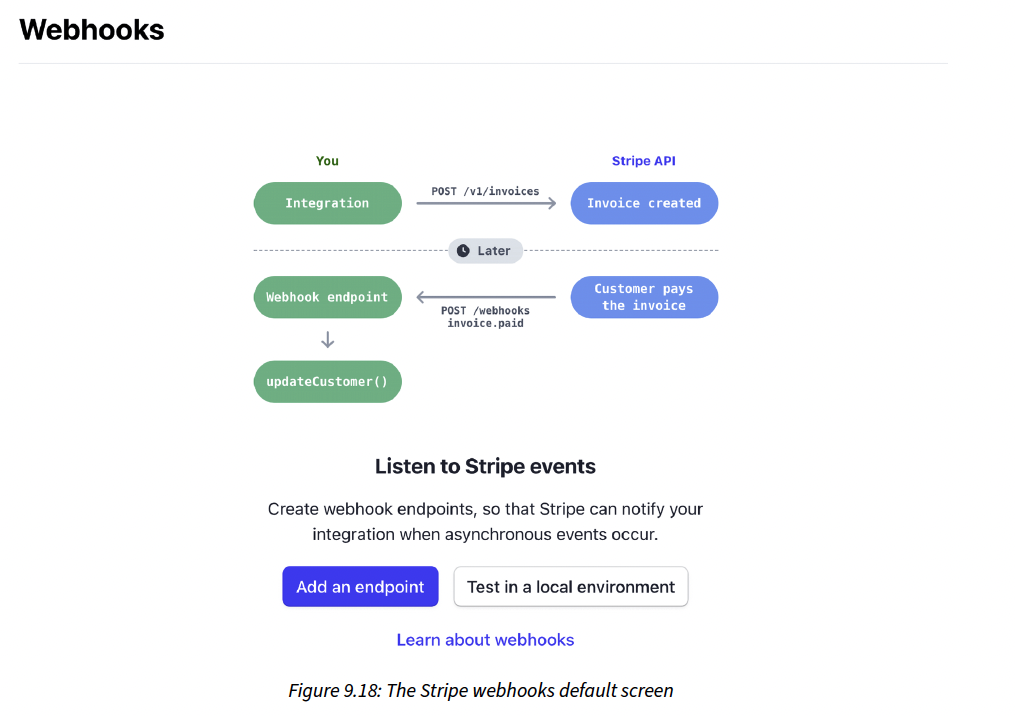 Webhooks
You
Stripe API
Integration
POST /v1/invoices
Invoice created
Later
Webhook endpoint
POST /webhooks
invoice.paid
Customer pays
the invoice
updateCustomer()
Listen to Stripe events
Create webhook endpoints, so that Stripe can notify your
integration when asynchronous events occur.
Add an endpoint
Test in a local environment
Learn about webhooks
Figure 9.18: The Stripe webhooks default screen